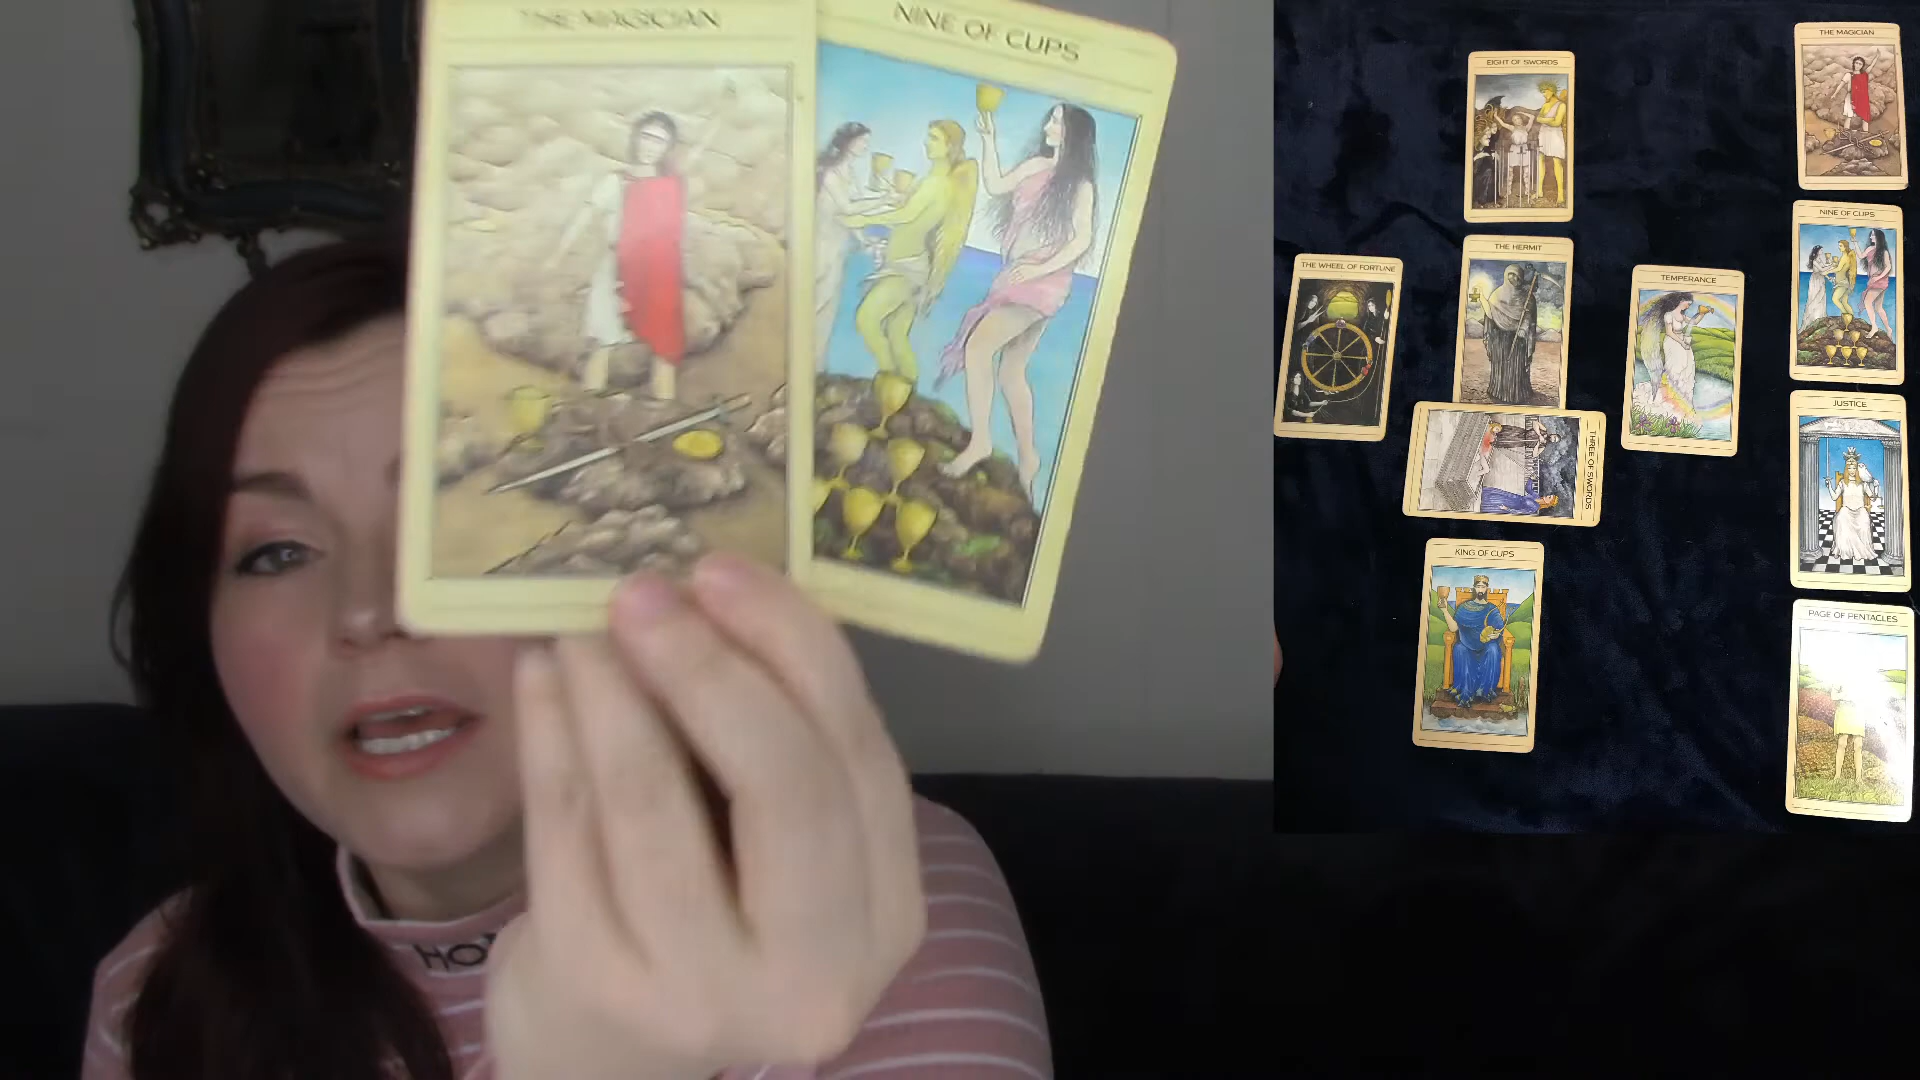 THE MAGICIAN
NINE OF CUPS
HO
EIGHT OF SWORDS
THE HERMIT
THE WHEEL OF FORTUNE
TEMPERANCE
THREE OF SWORDS
KING OF CUPS
THE MAGICIAN
NINE OF CUPS
JUSTICE
PAGE OF PENTACLES